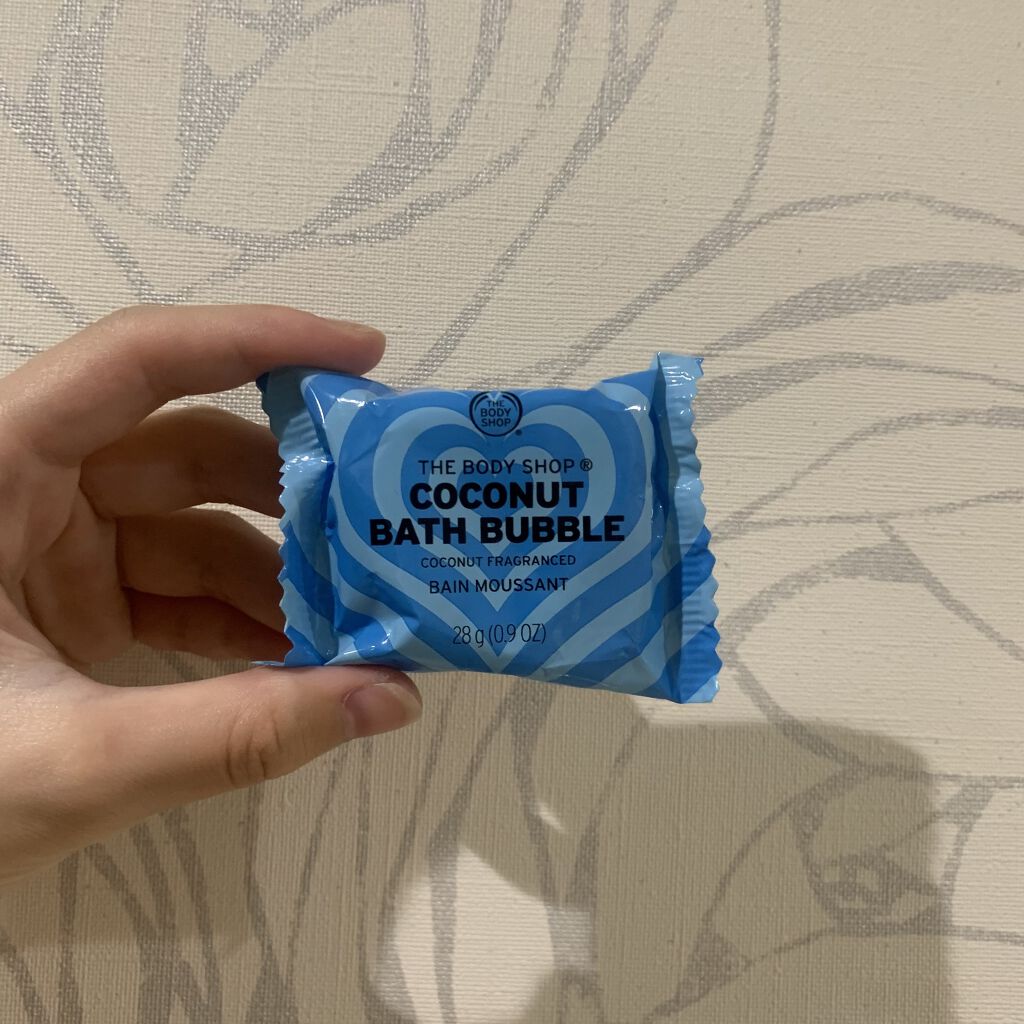 THE
BODY
SHOP
®
THE BODY SHOP ®
COCONUT
BATH BUBBLE
COCONUT FRAGRANCED
BAIN MOUSSANT
28 g (0.9 OZ)